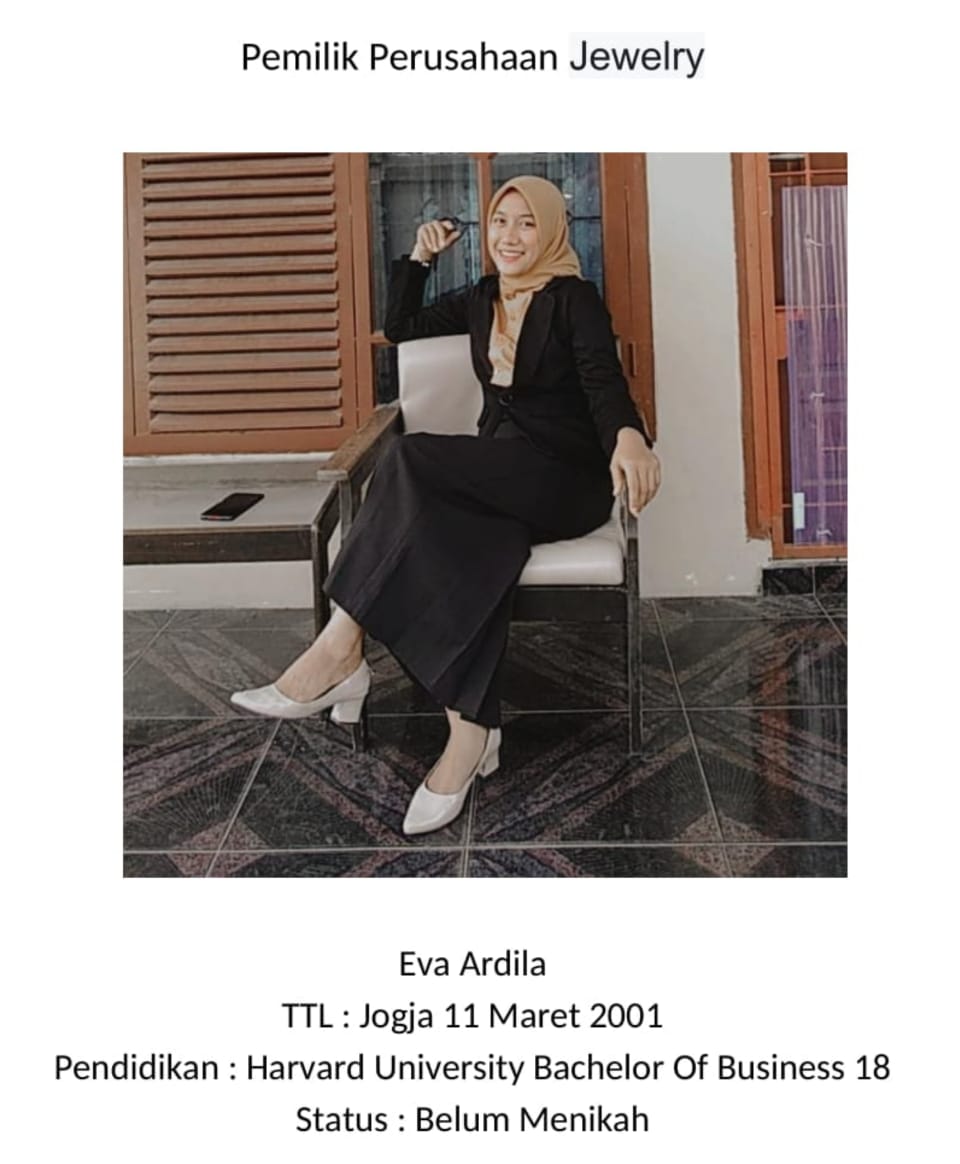 Pemilik Perusahaan Jewelry
Eva Ardila
TTL : Jogja 11 Maret 2001
Pendidikan : Harvard University Bachelor Of Business 18
Status : Belum Menikah